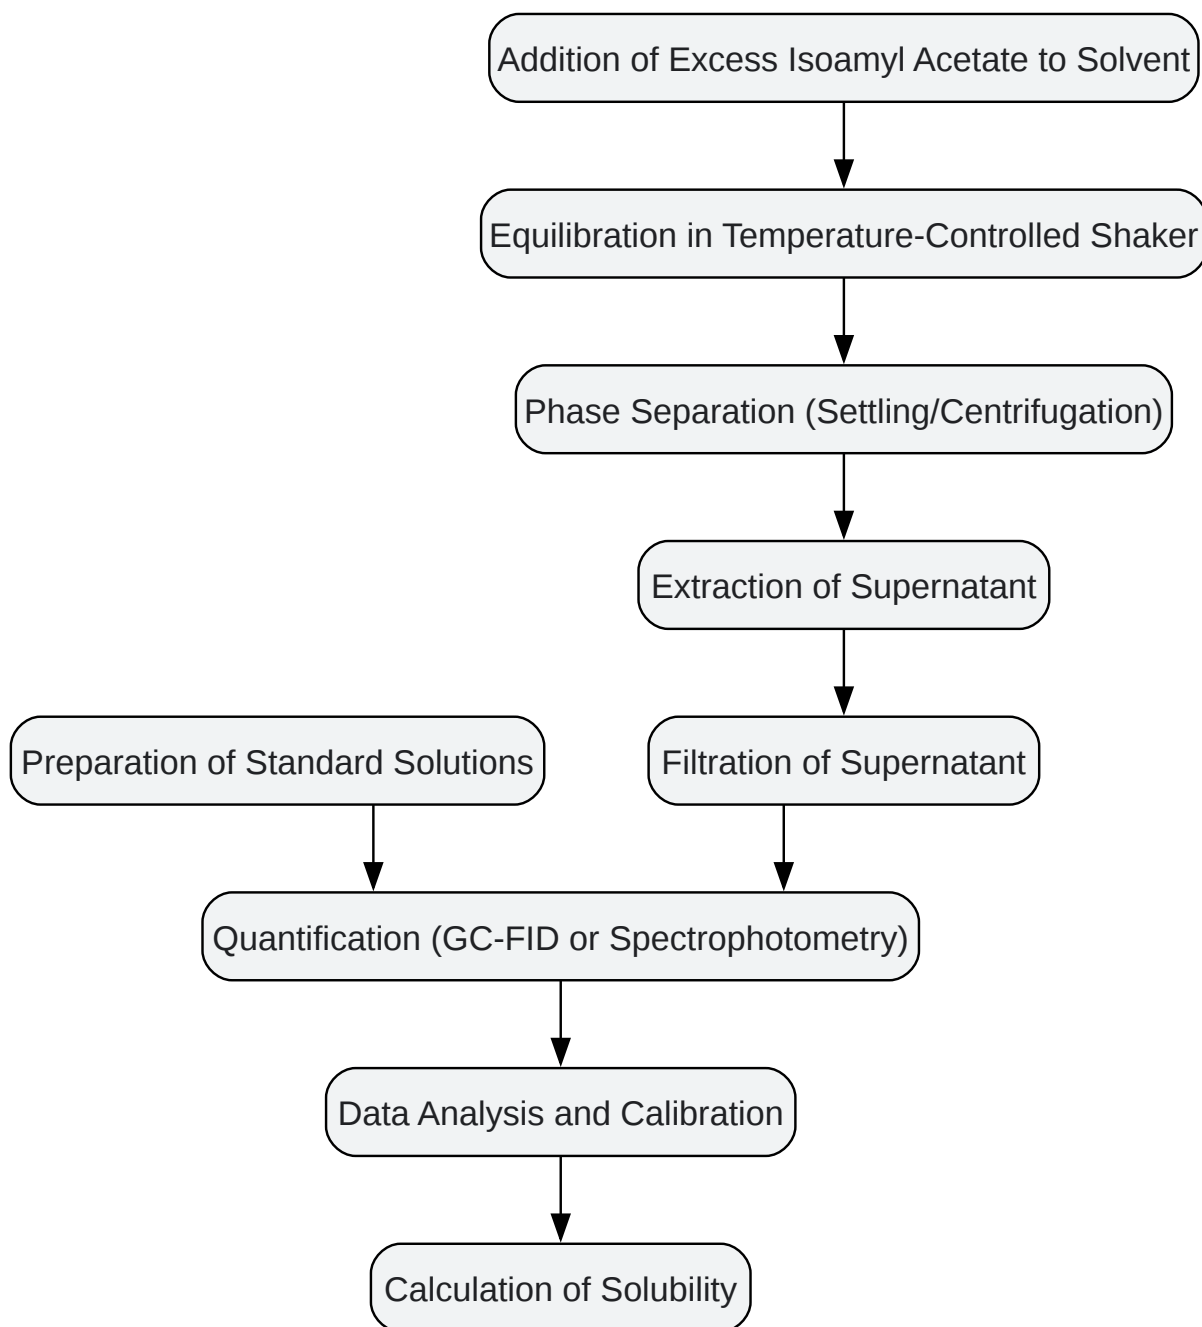 Addition of Excess Isoamyl Acetate to Solvent
Equilibration in Temperature-Controlled Shaker
Phase Separation (Settling/Centrifugation)
Extraction of Supernatant
Preparation of Standard Solutions
Filtration of Supernatant
Quantification (GC-FID or Spectrophotometry)
Data Analysis and Calibration
Calculation of Solubility